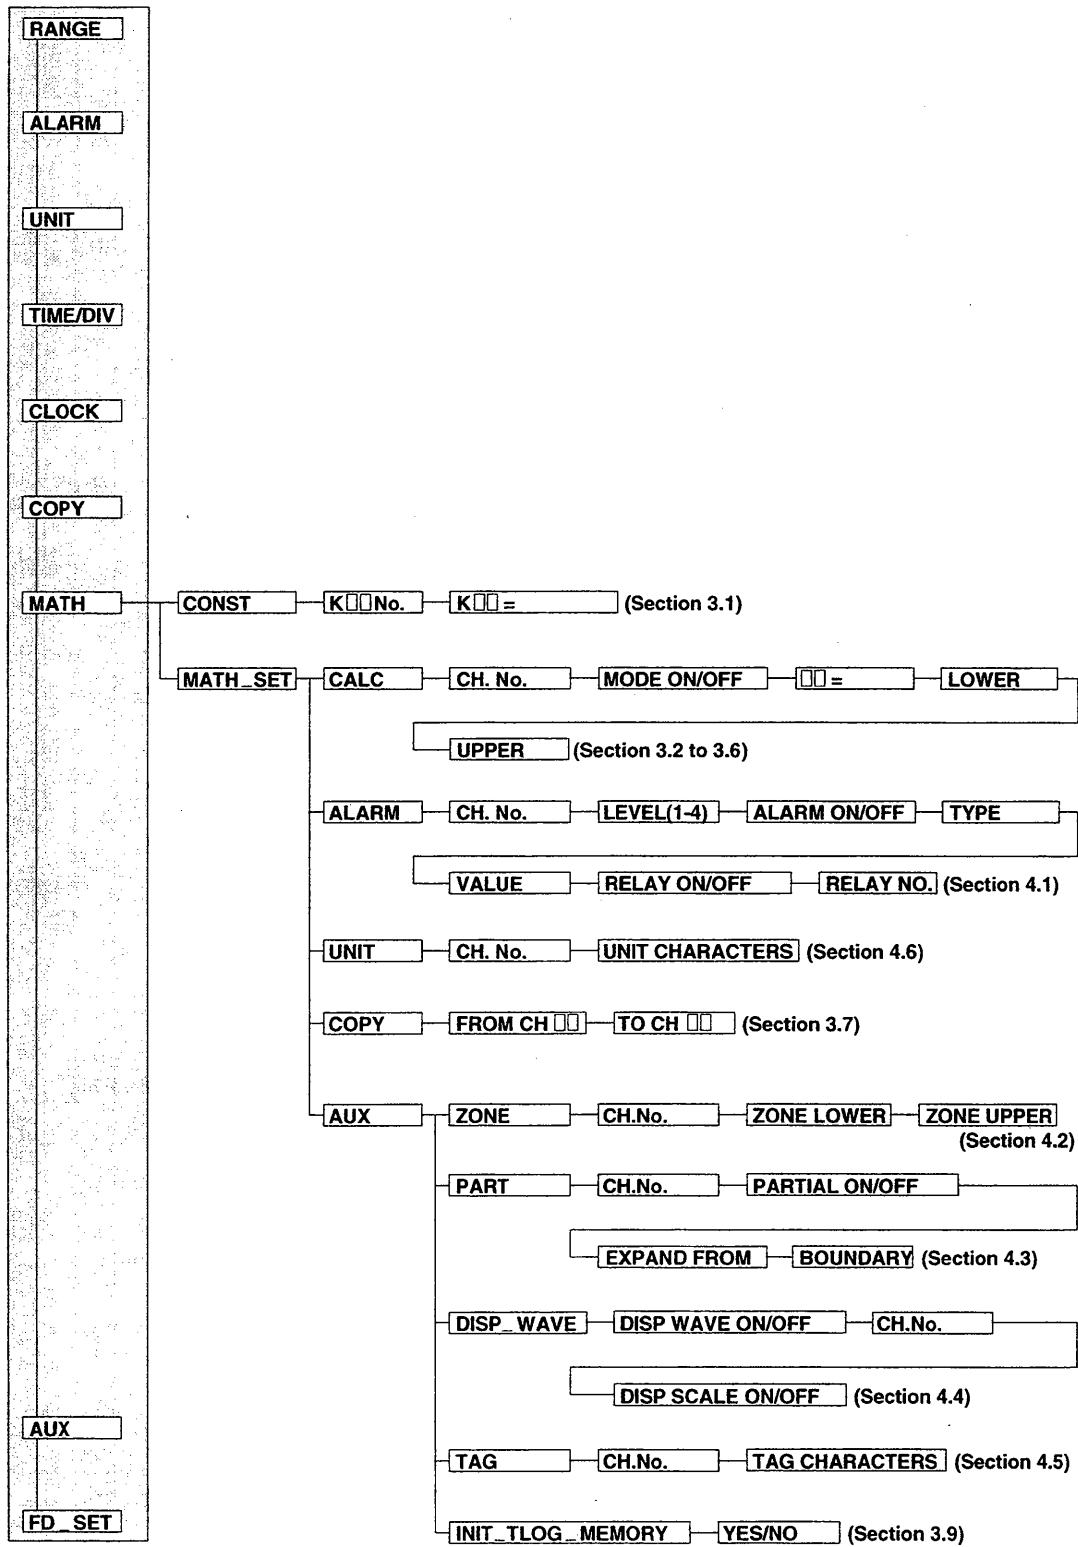 RANGE
ALARM
UNIT
TIME/DIV
CLOCK
COPY
MATH CONST K□□No. K□□ = (Section 3.1)
MATH_SET CALC CH. No. MODE ON/OFF □□ = LOWER
UPPER (Section 3.2 to 3.6)
ALARM CH. No. LEVEL(1-4) ALARM ON/OFF TYPE
VALUE RELAY ON/OFF RELAY NO. (Section 4.1)
UNIT CH. No. UNIT CHARACTERS (Section 4.6)
COPY FROM CH □□ TO CH □□ (Section 3.7)
AUX ZONE CH.No. ZONE LOWER ZONE UPPER
(Section 4.2)
PART CH.No. PARTIAL ON/OFF
EXPAND FROM BOUNDARY (Section 4.3)
DISP_WAVE DISP WAVE ON/OFF CH.No.
DISP SCALE ON/OFF (Section 4.4)
AUX
TAG CH.No. TAG CHARACTERS (Section 4.5)
FD_SET
INIT_TLOG_MEMORY YES/NO (Section 3.9)